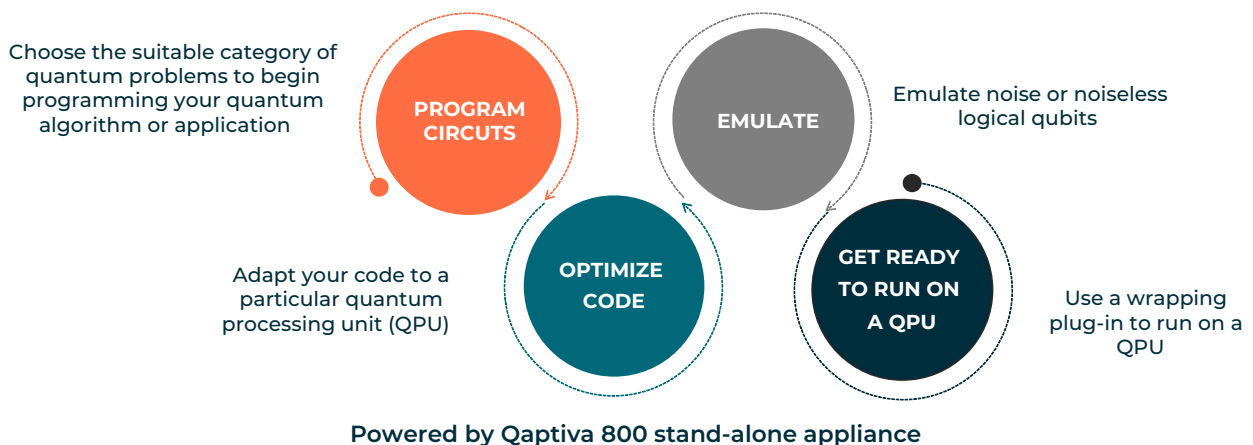 Choose the suitable category of
quantum problems to begin
programming your quantum
algorithm or application
PROGRAM
CIRCUTS
EMULATE
Emulate noise or noiseless
logical qubits
Adapt your code to a
particular quantum
processing unit (QPU)
OPTIMIZE
CODE
GET READY
TO RUN ON
A QPU
Use a wrapping
plug-in to run on a
QPU
Powered by Qaptiva 800 stand-alone appliance